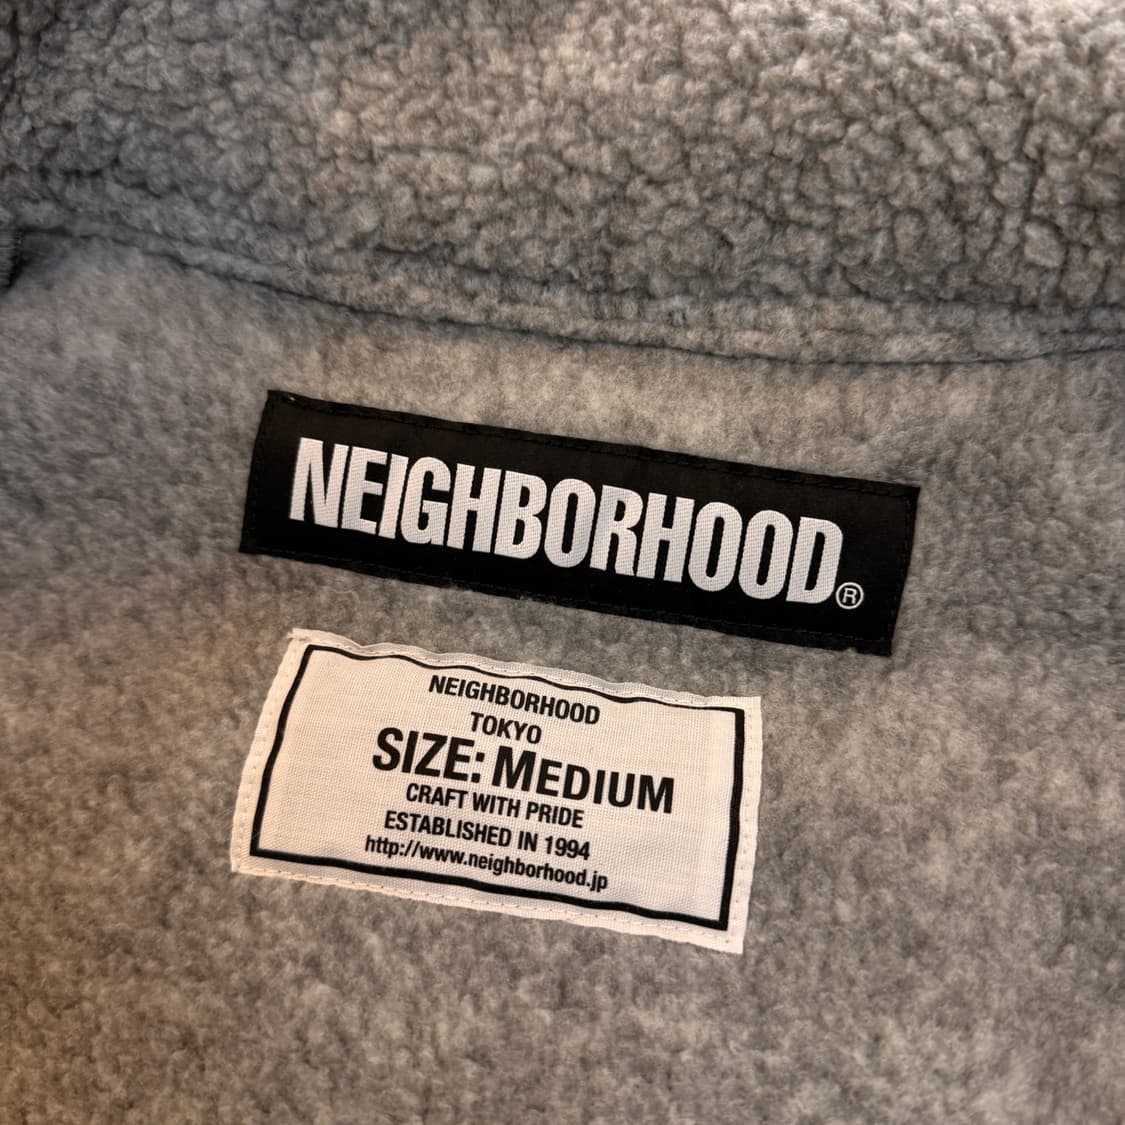 NEIGHBORHOOD®
NEIGHBORHOOD
TOKYO
SIZE: MEDIUM
CRAFT WITH PRIDE
ESTABLISHED IN 1994
http://www.neighborhood.jp